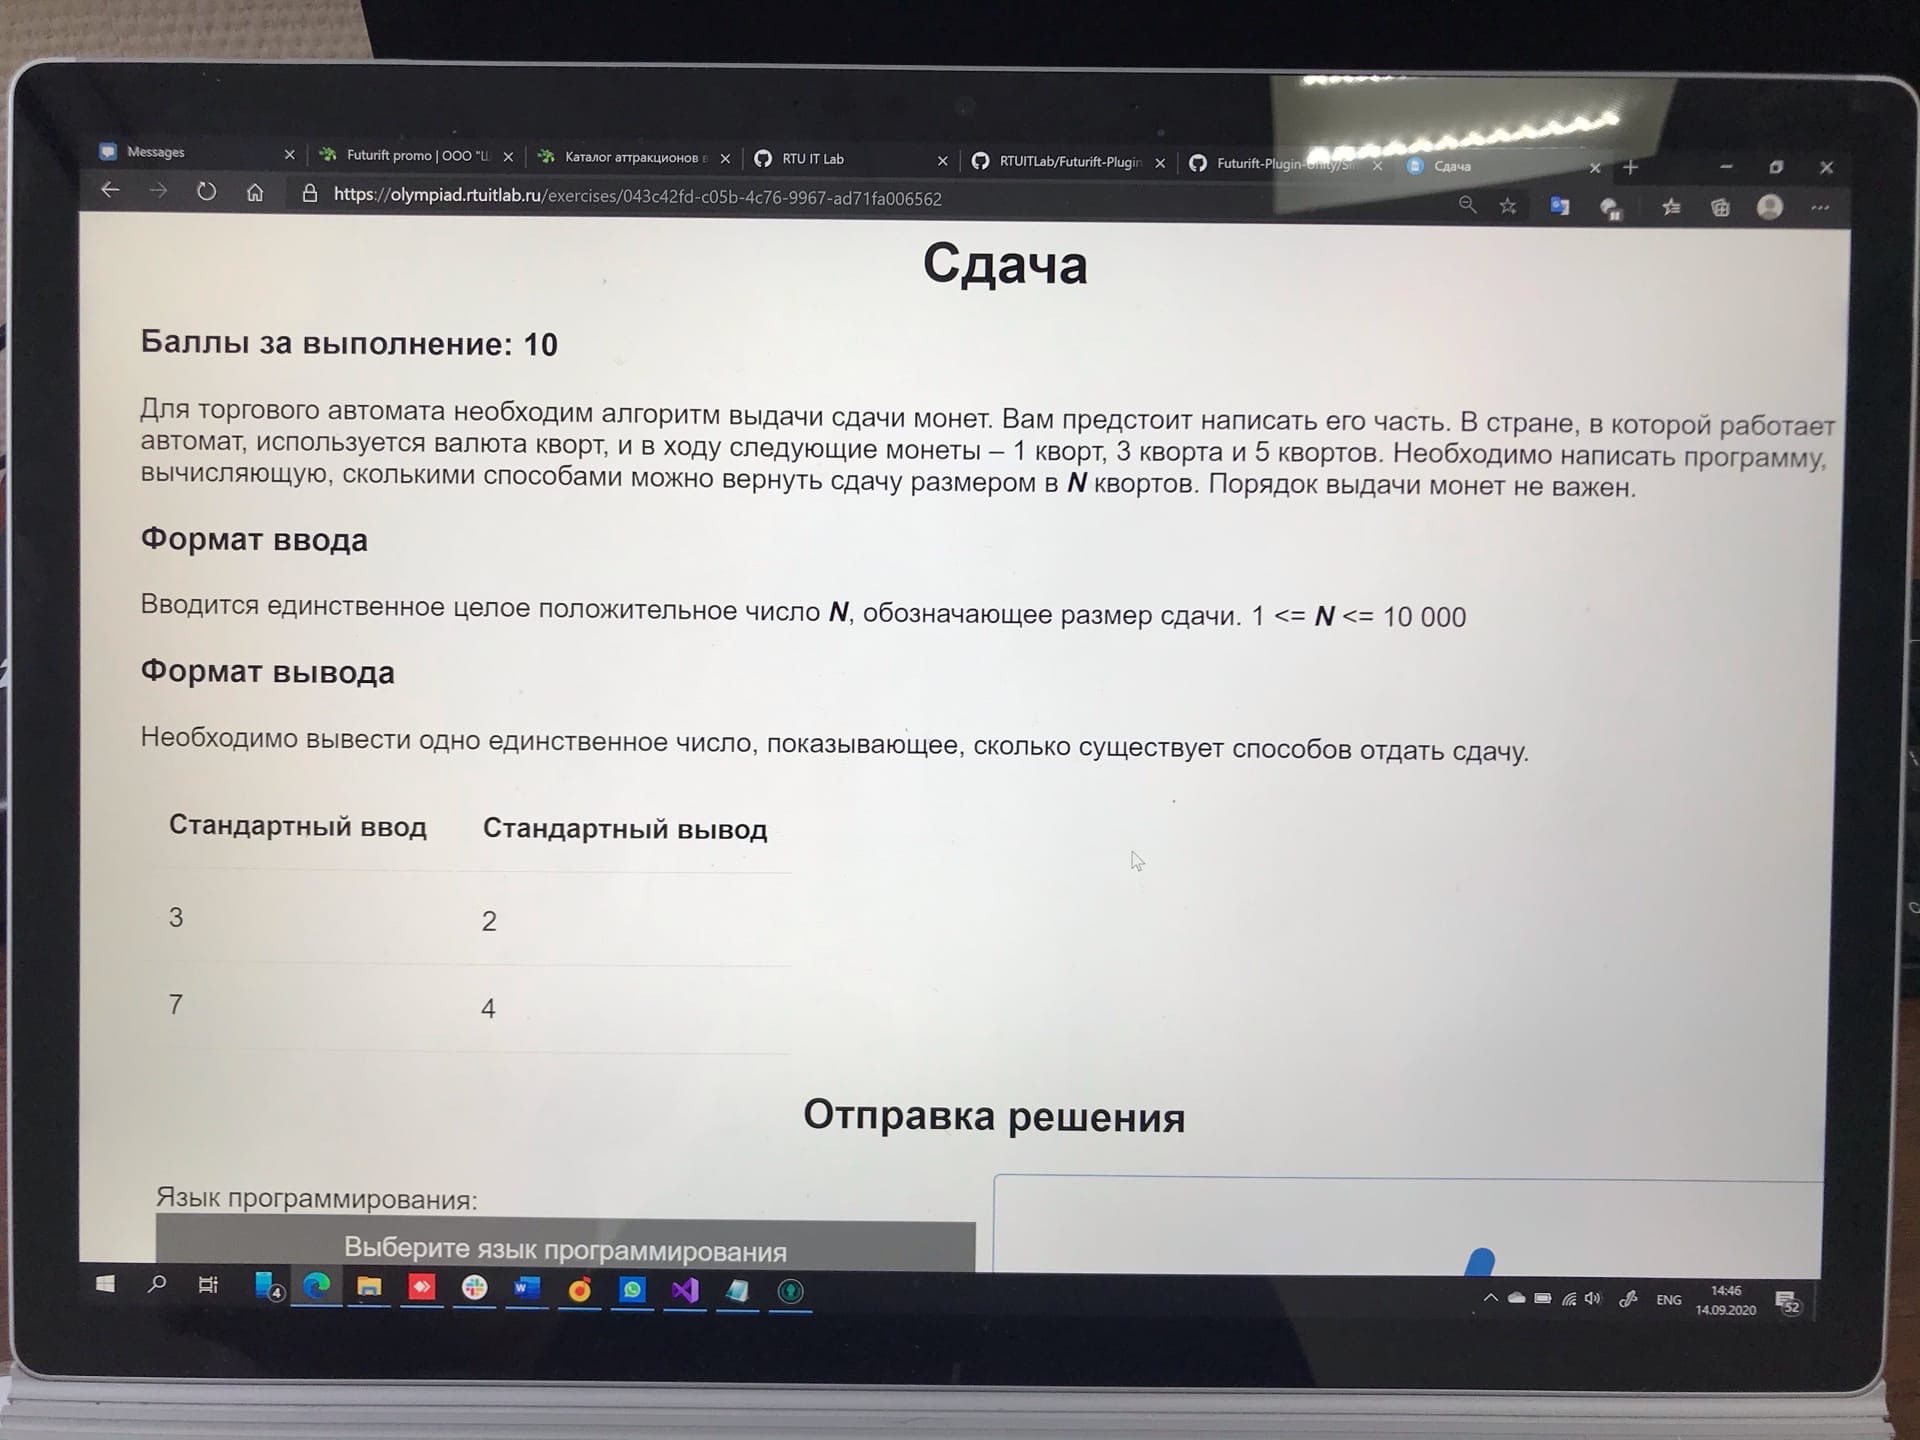 Messages
Futurift promo | ООО "Ш
Каталог аттракционов в
RTU IT Lab
RTUITLab/Futurift-Plugin
Futurift-Plugin-Unity/Si
Сдача
https://olympiad.rtuitlab.ru/exercises/043c42fd-c05b-4c76-9967-ad71fa006562
Сдача
Баллы за выполнение: 10
Для торгового автомата необходим алгоритм выдачи сдачи монет. Вам предстоит написать его часть. В стране, в которой работает
автомат, используется валюта кворт, и в ходу следующие монеты – 1 кворт, 3 кворта и 5 квортов. Необходимо написать программу,
вычисляющую, сколькими способами можно вернуть сдачу размером в N квортов. Порядок выдачи монет не важен.
Формат ввода
Вводится единственное целое положительное число N, обозначающее размер сдачи. 1 <= N <= 10 000
Формат вывода
Необходимо вывести одно единственное число, показывающее, сколько существует способов отдать сдачу.
Стандартный ввод Стандартный вывод
3 2
7 4
Отправка решения
Язык программирования:
Выберите язык программирования
4
W
ENG
14:46
14.09.2020
52